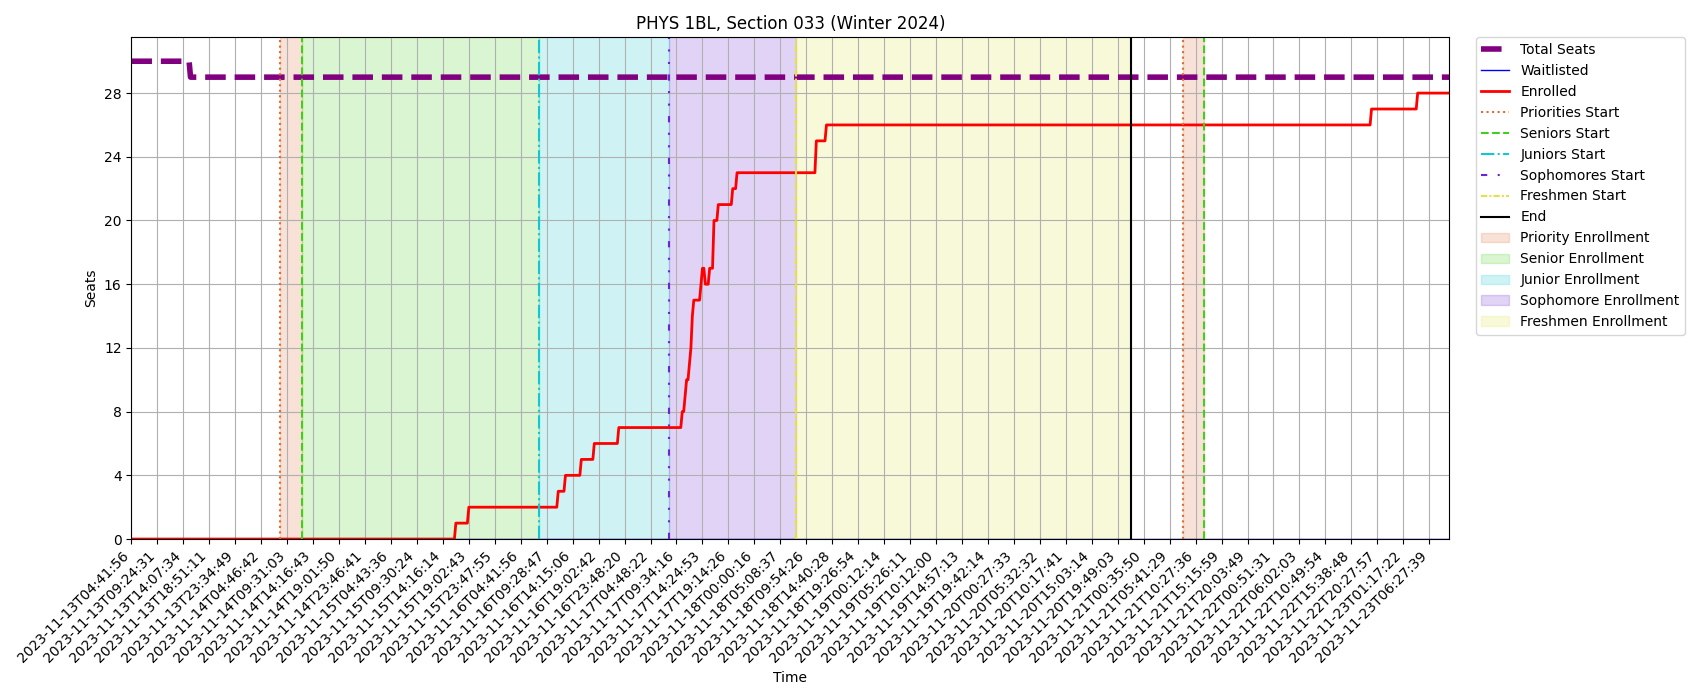 PHYS 1BL, Section 033 (Winter 2024)
Seats
28
24
20
16
12
8
4
0
2023-11-13T04:41:56
2023-11-13T09:24:31
2023-11-13T14:07:34
2023-11-13T18:51:11
2023-11-13T23:34:49
2023-11-14T04:46:42
2023-11-14T09:31:03
2023-11-14T14:16:43
2023-11-14T19:01:50
2023-11-14T23:46:41
2023-11-15T04:43:36
2023-11-15T09:30:24
2023-11-15T14:16:14
2023-11-15T19:02:43
2023-11-15T23:47:55
2023-11-16T04:41:56
2023-11-16T09:28:47
2023-11-16T14:15:06
2023-11-16T19:02:42
2023-11-16T23:48:20
2023-11-17T04:48:22
2023-11-17T09:34:16
2023-11-17T14:24:53
2023-11-17T19:14:26
2023-11-18T00:00:16
2023-11-18T05:08:37
2023-11-18T09:54:26
2023-11-18T14:40:28
2023-11-18T19:26:54
2023-11-19T00:12:14
2023-11-19T05:26:11
2023-11-19T10:12:00
2023-11-19T14:57:13
2023-11-19T19:42:14
2023-11-20T00:27:33
2023-11-20T05:32:32
2023-11-20T10:17:41
2023-11-20T15:03:14
2023-11-20T19:49:03
2023-11-21T00:35:50
2023-11-21T05:41:29
2023-11-21T10:27:36
2023-11-21T15:15:59
2023-11-21T20:03:49
2023-11-22T00:51:31
2023-11-22T06:02:03
2023-11-22T10:49:54
2023-11-22T15:38:48
2023-11-22T20:27:57
2023-11-23T01:17:22
2023-11-23T06:27:39
Time
Total Seats
Waitlisted
Enrolled
Priorities Start
Seniors Start
Juniors Start
Sophomores Start
Freshmen Start
End
Priority Enrollment
Senior Enrollment
Junior Enrollment
Sophomore Enrollment
Freshmen Enrollment